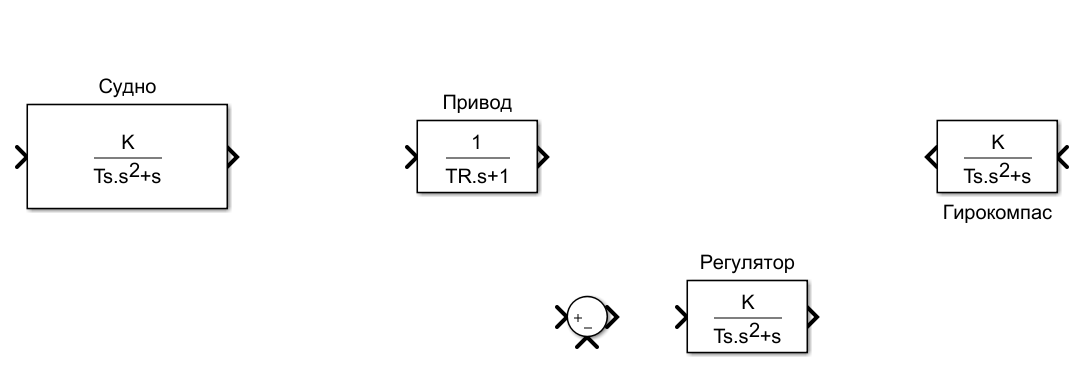 Судно
K
Ts.s2+s
Привод
1
TR.s+1
K
Ts.s2+s
Гирокомпас
+
_
Регулятор
K
Ts.s2+s